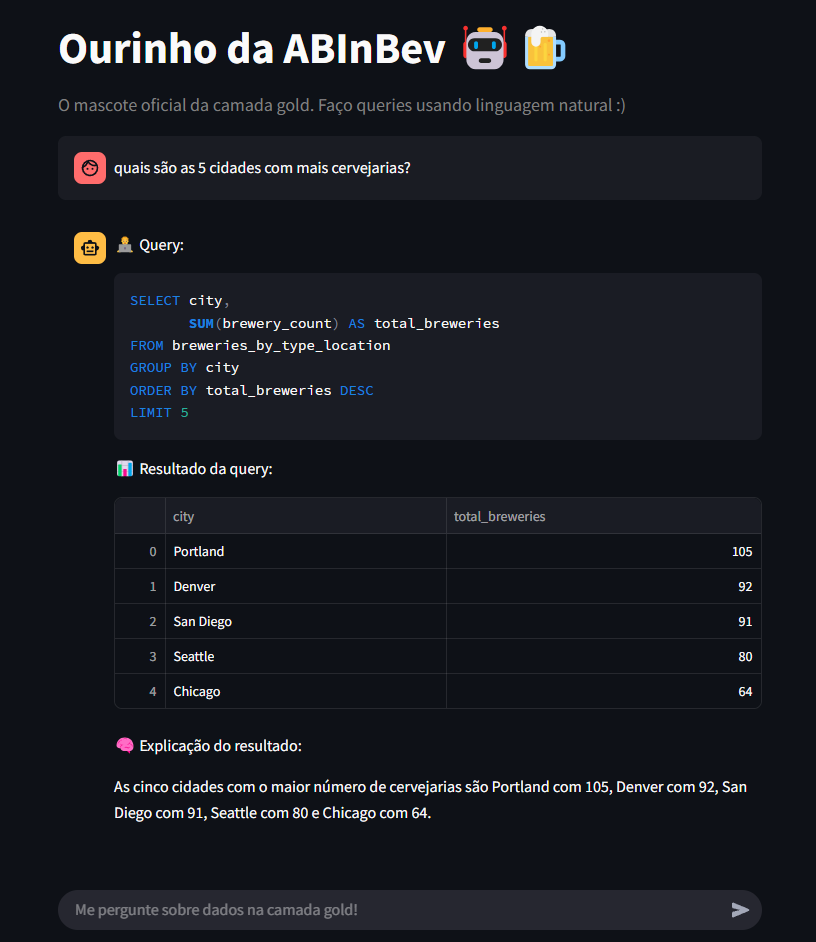 Ourinho da ABInBev
O mascote oficial da camada gold. Faço queries usando linguagem natural :)
quais são as 5 cidades com mais cervejarias?
Query:
SELECT city,
SUM(brewery_count) AS total_breweries
FROM breweries_by_type_location
GROUP BY city
ORDER BY total_breweries DESC
LIMIT 5
Resultado da query:
city total_breweries
0 Portland 105
1 Denver 92
2 San Diego 91
3 Seattle 80
4 Chicago 64
Explicação do resultado:
As cinco cidades com o maior número de cervejarias são Portland com 105, Denver com 92, San
Diego com 91, Seattle com 80 e Chicago com 64.
Me pergunte sobre dados na camada gold!